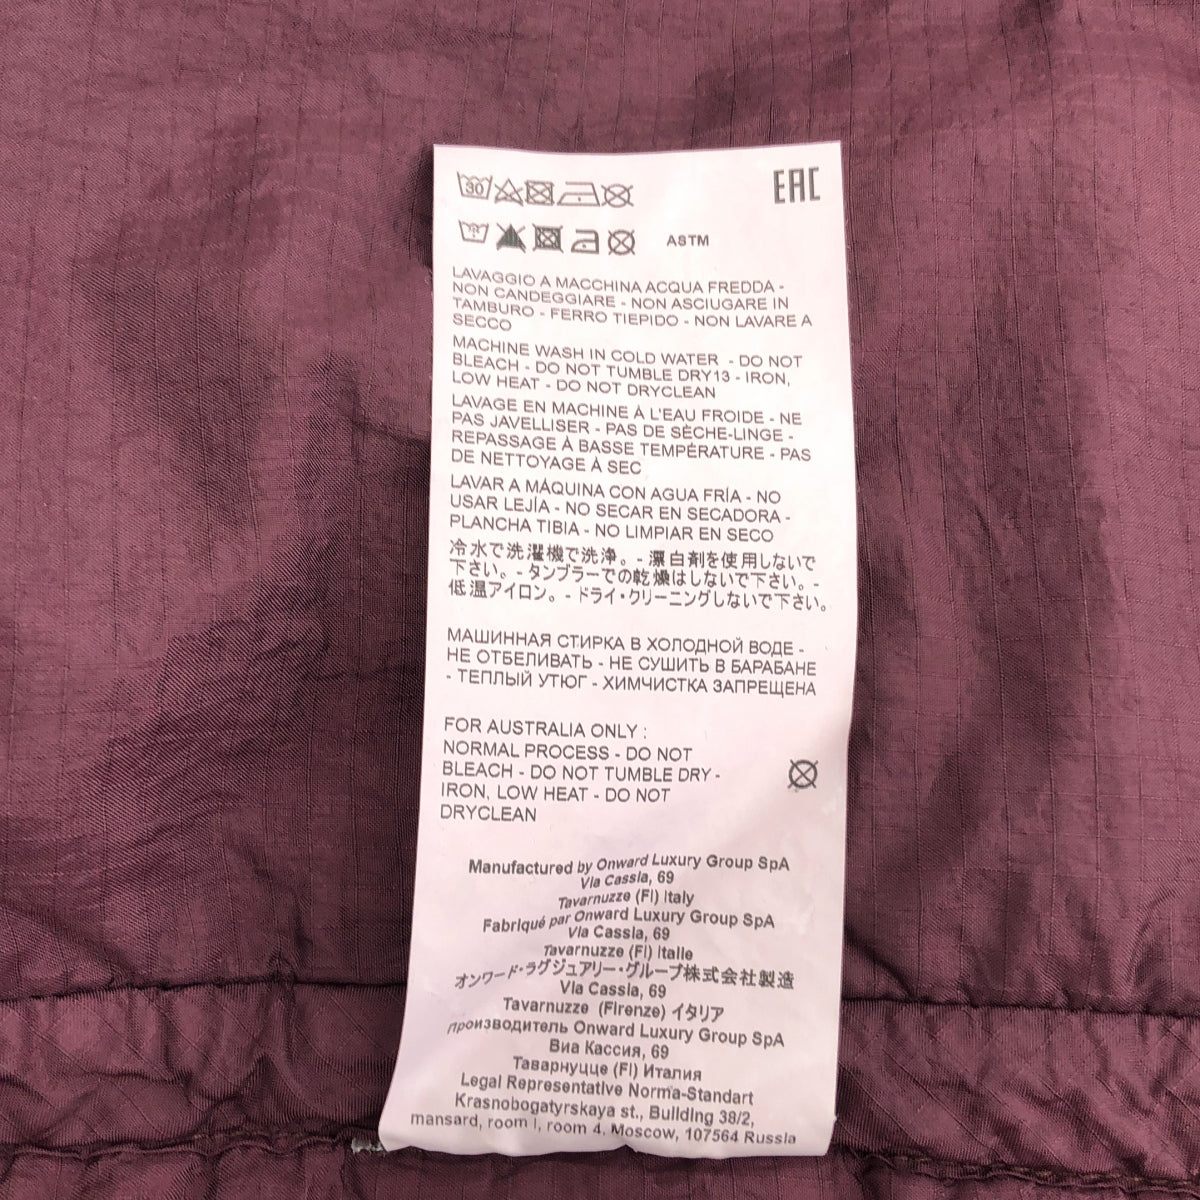 30
EAC
ASTM
LAVAGGIO A MACCHINA ACQUA FREDDA -
NON CANDEGGIARE - NON ASCIUGARE IN
TAMBURO - FERRO TIEPIDO - NON LAVARE A
SECCO
MACHINE WASH IN COLD WATER - DO NOT
BLEACH - DO NOT TUMBLE DRY13 - IRON,
LOW HEAT - DO NOT DRYCLEAN
LAVAGE EN MACHINE À L'EAU FROIDE - NE
PAS JAVELLISER - PAS DE SÈCHE-LINGE -
REPASSAGE À BASSE TEMPÉRATURE - PAS
DE NETTOYAGE À SEC
LAVAR A MÁQUINA CON AGUA FRÍA - NO
USAR LEJÍA - NO SECAR EN SECADORA -
PLANCHA TIBIA - NO LIMPIAR EN SECO
冷水で洗濯機で洗浄。- 漂白剤を使用しないで
下さい。- タンブラーでの乾燥はしないで下さい。-
低温アイロン。- ドライ・クリーニングしないで下さい。
МАШИННАЯ СТИРКА В ХОЛОДНОЙ ВОДЕ -
НЕ ОТБЕЛИВАТЬ - НЕ СУШИТЬ В БАРАБАНЕ
- ТЕПЛЫЙ УТЮГ - ХИМЧИСТКА ЗАПРЕЩЕНА
FOR AUSTRALIA ONLY :
NORMAL PROCESS - DO NOT
BLEACH - DO NOT TUMBLE DRY -
IRON, LOW HEAT - DO NOT
DRYCLEAN
Manufactured by Onward Luxury Group SpA
Via Cassia, 69
Tavarnuzze (FI) Italy
Fabriqué par Onward Luxury Group SpA
Via Cassia, 69
Tavarnuzze (FI) Italie
オンワード・ラグジュアリー・グループ株式会社製造
Via Cassia, 69
Tavarnuzze (Firenze) イタリア
Производитель Onward Luxury Group SpA
Виа Кассия, 69
Таварнуцце (FI) Италия
Legal Representative Norma-Standart
Krasnobogatyrskaya st., Building 38/2,
mansard, room I, room 4, Moscow, 107564 Russia